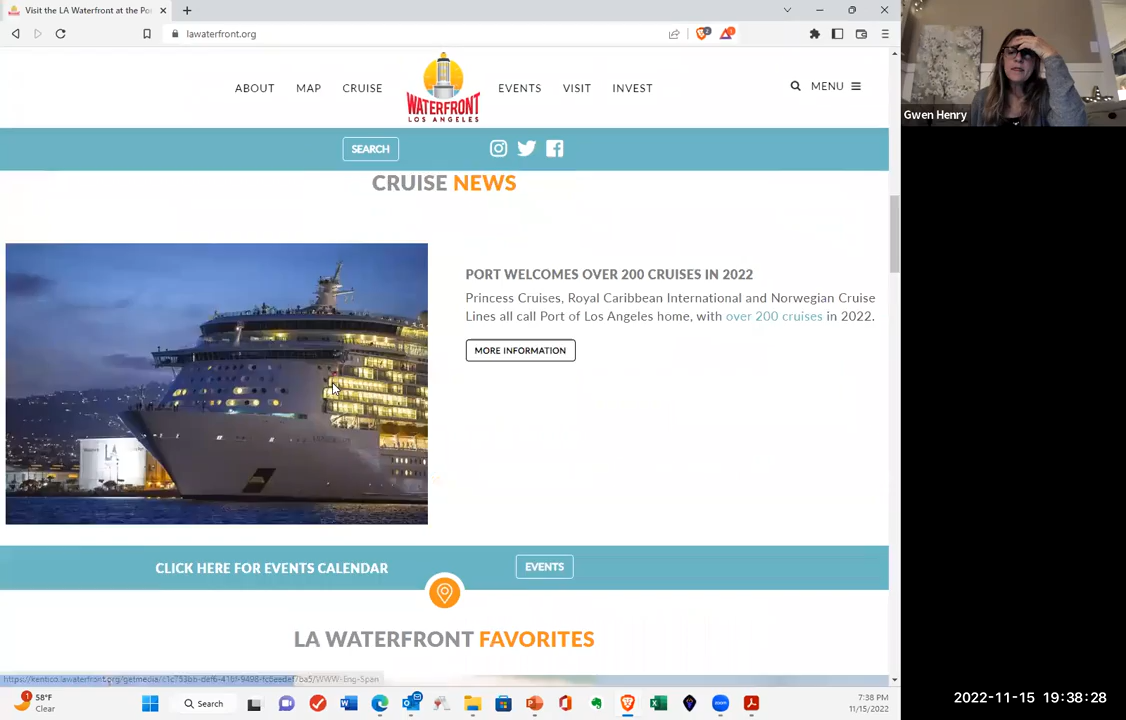 Visit the LA Waterfront at the Po
lawaterfront.org
ABOUT MAP CRUISE EVENTS VISIT INVEST MENU
WATERFRONT
LOS ANGELES
SEARCH
CRUISE NEWS
PORT WELCOMES OVER 200 CRUISES IN 2022
Princess Cruises, Royal Caribbean International and Norwegian Cruise
Lines all call Port of Los Angeles home, with over 200 cruises in 2022.
MORE INFORMATION
LA
CLICK HERE FOR EVENTS CALENDAR EVENTS
LA WATERFRONT FAVORITES
58°F
Clear
Search
zoom
7:38 PM
11/15/2022
Gwen Henry
2022-11-15 19:38:28